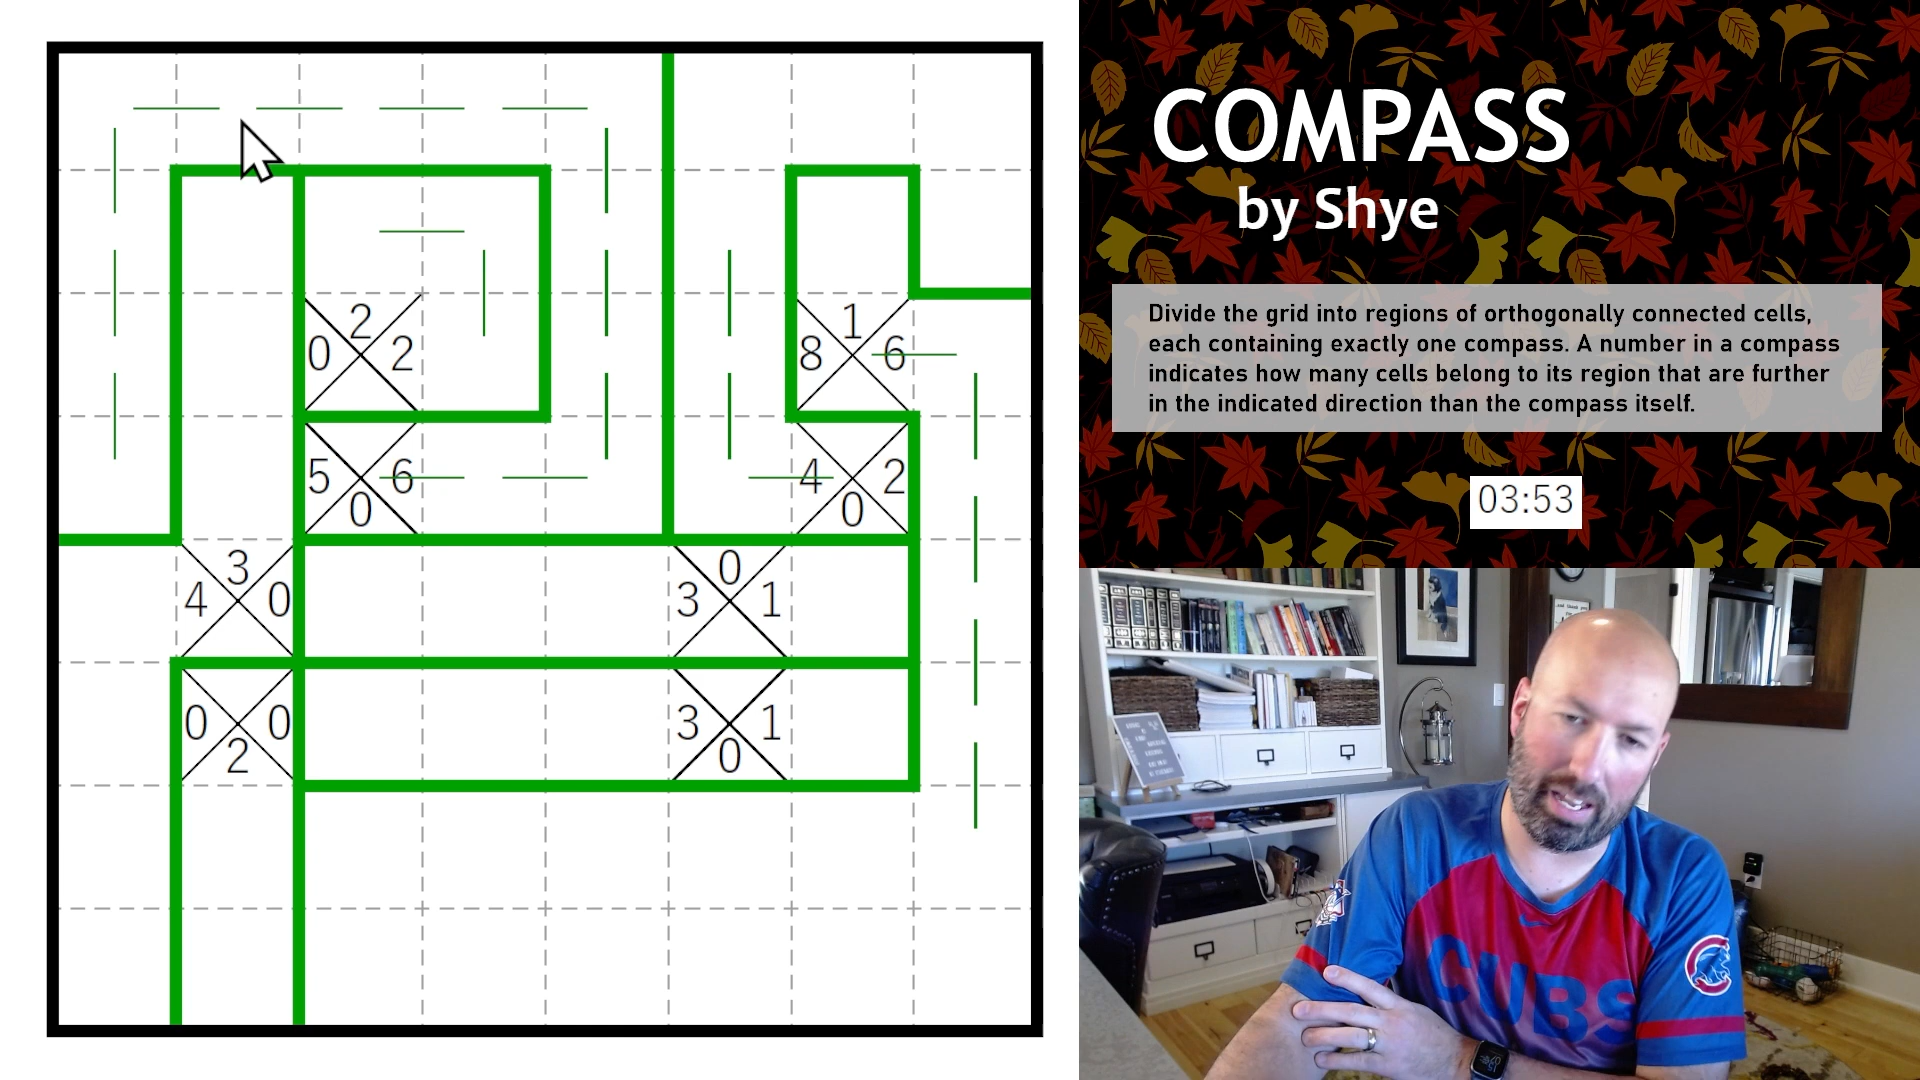 COMPASS
by Shye
Divide the grid into regions of orthogonally connected cells,
each containing exactly one compass. A number in a compass
indicates how many cells belong to its region that are further
in the indicated direction than the compass itself.
03:53
2
0 2
1
8 6
5 6
0
4 2
0
3
4 0
0
3 1
0 0
2
3 1
0
CUBS